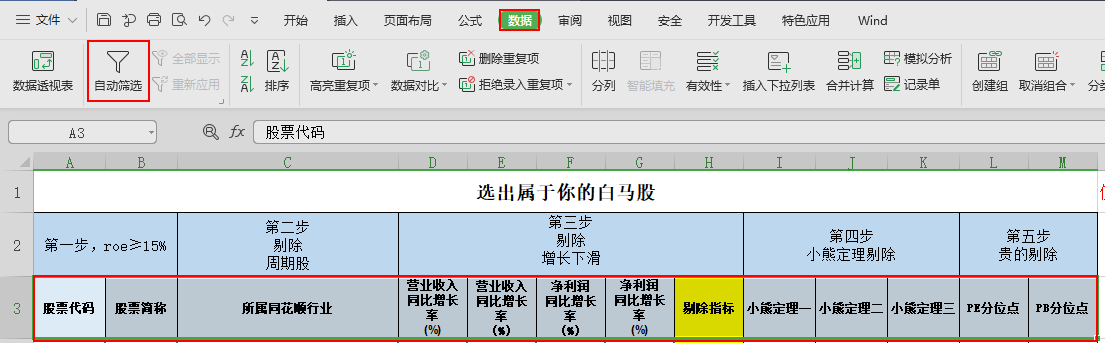 文件 开始 插入 页面布局 公式 数据 审阅 视图 安全 开发工具 特色应用 Wind
全部显示 删除重复项 模拟分析
数据透视表 自动筛选 重新应用 排序 高亮重复项 数据对比 拒绝录入重复项 分列 智能填充 有效性 插入下拉列表 合并计算 记录单 创建组 取消组合
A3 fx 股票代码
A B C D E F G H I J K L M
1 选出属于你的白马股
2
第一步，roe≥15%
第二步
剔除
周期股
第三步
剔除
增长下滑
第四步
小熊定理剔除
第五步
贵的剔除
3
股票代码
股票简称
所属同花顺行业
营业收入
同比增长
率
(%)
营业收入
同比增长
率
(%)
净利润
同比增长
率
(%)
净利润
同比增长
率
(%)
剔除指标
小熊定理一
小熊定理二
小熊定理三
PE分位点
PB分位点